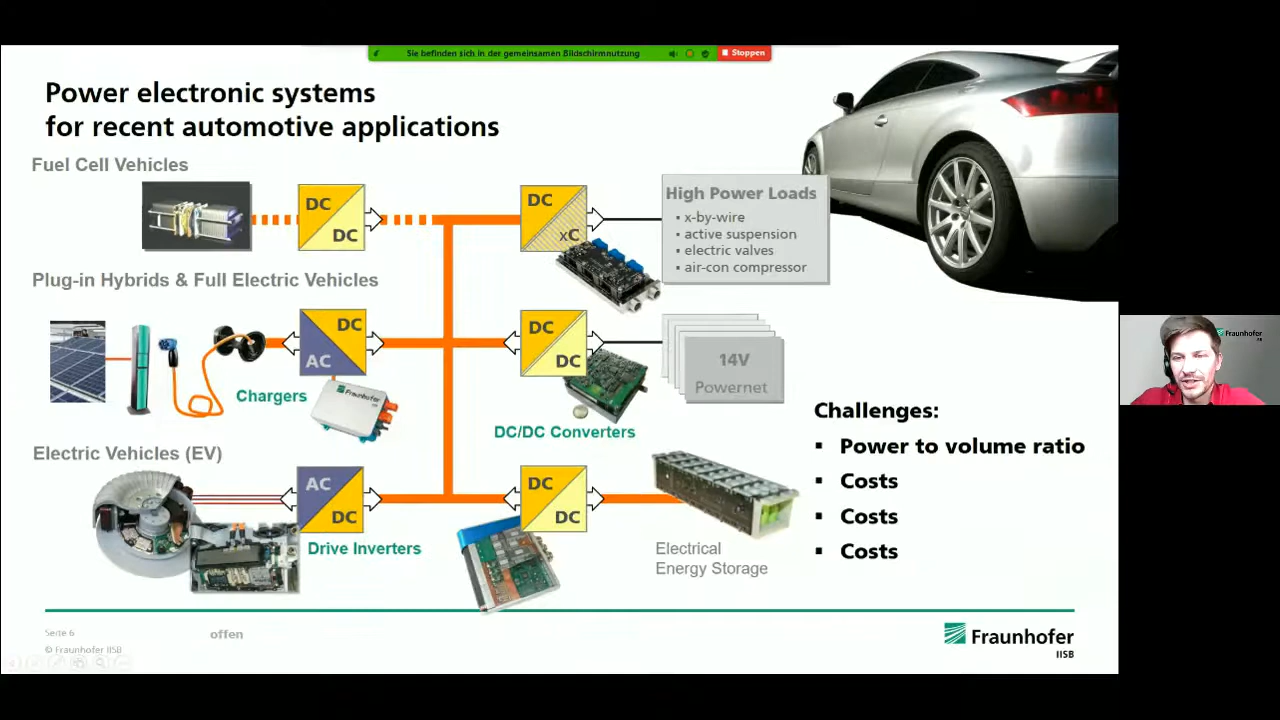 Sie befinden sich in der gemeinsamen Bildschirmnutzung
Stoppen
Power electronic systems
for recent automotive applications
Fuel Cell Vehicles
DC
DC
DC
xC
High Power Loads
▪ x-by-wire
▪ active suspension
▪ electric valves
▪ air-con compressor
Plug-in Hybrids & Full Electric Vehicles
DC
AC
DC
DC
14V
Powernet
Chargers
Fraunhofer
DC/DC Converters
Fraunhofer
Challenges:
▪ Power to volume ratio
▪ Costs
▪ Costs
▪ Costs
Electric Vehicles (EV)
AC
DC
DC
DC
Drive Inverters
Electrical
Energy Storage
Seite 6
offen
© Fraunhofer IISB
Fraunhofer
IISB